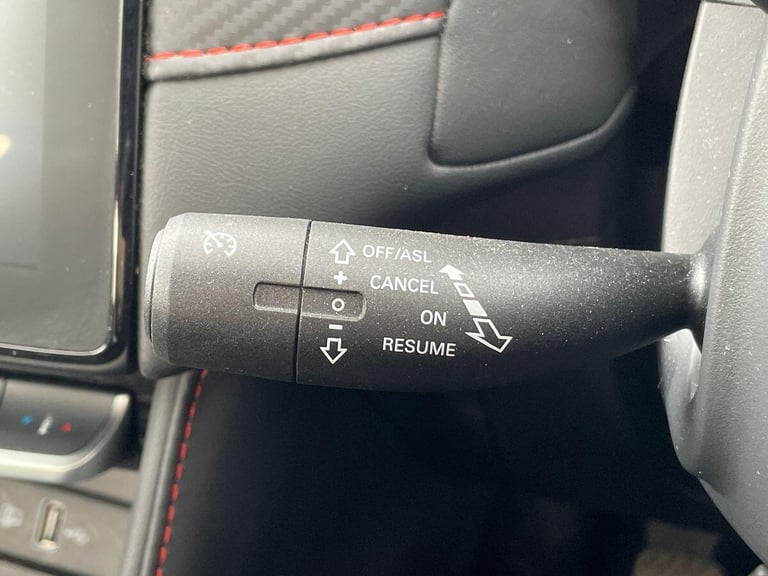 OFF/ASL
+
CANCEL
O
ON
−
RESUME